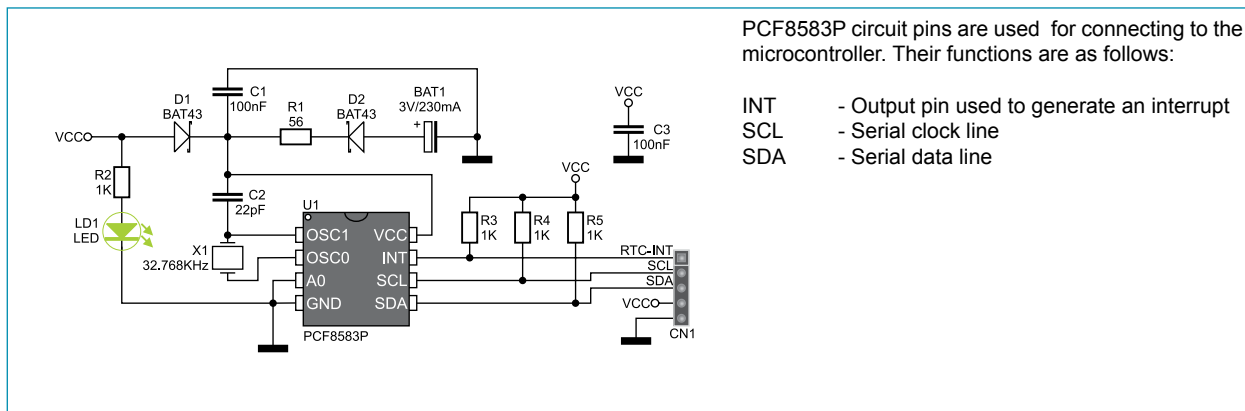 PCF8583P circuit pins are used for connecting to the
microcontroller. Their functions are as follows:
INT - Output pin used to generate an interrupt
SCL - Serial clock line
SDA - Serial data line
C1
100nF
D1
BAT43
R1
56
D2
BAT43
BAT1
3V/230mA
+
VCC
VCC
C3
100nF
R2
1K
C2
22pF
LD1
LED
X1
32.768KHz
U1
OSC1 VCC
OSC0 INT
A0 SCL
GND SDA
PCF8583P
VCC
R3
1K
R4
1K
R5
1K
RTC-INT
SCL
SDA
VCC
CN1